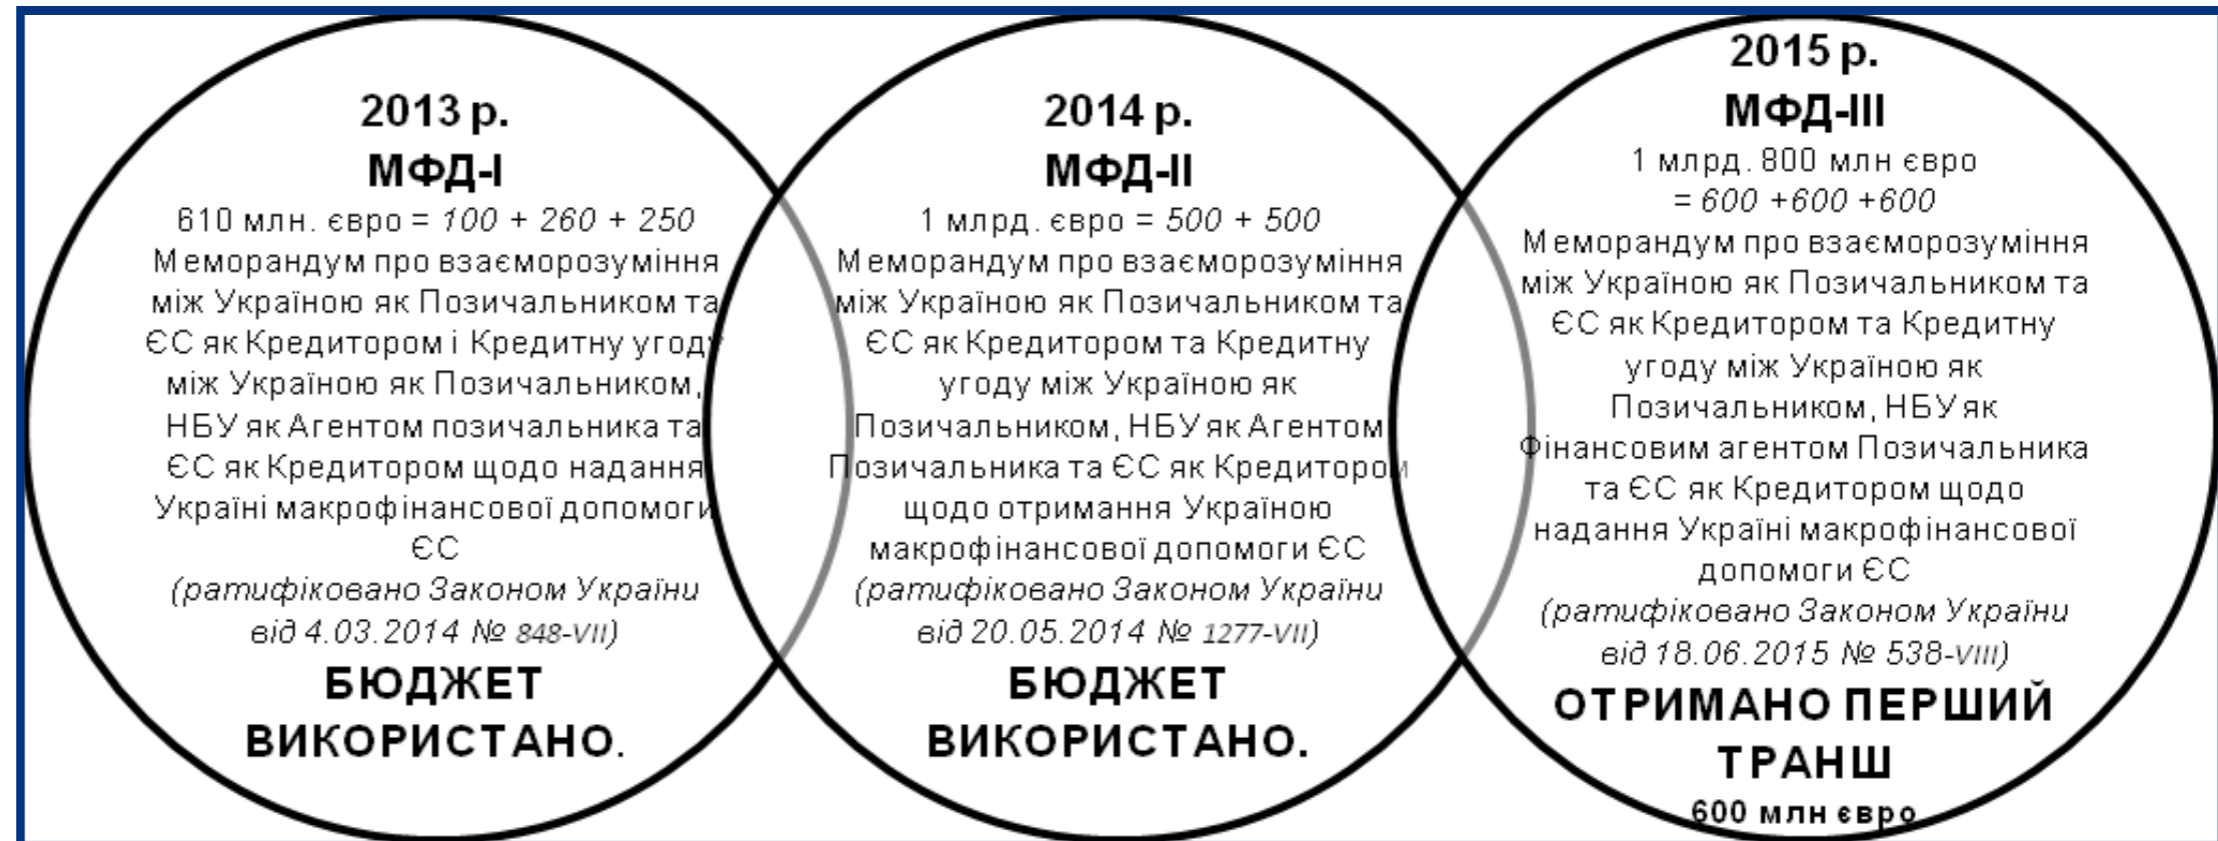 2013 р.
МФД-I
610 млн. євро = 100 + 260 + 250
Меморандум про взаєморозуміння
між Україною як Позичальником та
ЄС як Кредитором і Кредитну угоду
між Україною як Позичальником,
НБУ як Агентом позичальника та
ЄС як Кредитором щодо надання
Україні макрофінансової допомоги
ЄС
(ратифіковано Законом України
від 4.03.2014 № 848-VII)
БЮДЖЕТ
ВИКОРИСТАНО.
2014 р.
МФД-II
1 млрд. євро = 500 + 500
Меморандум про взаєморозуміння
між Україною як Позичальником та
ЄС як Кредитором та Кредитну
угоду між Україною як
Позичальником, НБУ як Агентом
Позичальника та ЄС як Кредитором
щодо отримання Україною
макрофінансової допомоги ЄС
(ратифіковано Законом України
від 20.05.2014 № 1277-VII)
БЮДЖЕТ
ВИКОРИСТАНО.
2015 р.
МФД-III
1 млрд. 800 млн євро
= 600 +600 +600
Меморандум про взаєморозуміння
між Україною як Позичальником та
ЄС як Кредитором та Кредитну
угоду між Україною як
Позичальником, НБУ як
Фінансовим агентом Позичальника
та ЄС як Кредитором щодо
надання Україні макрофінансової
допомоги ЄС
(ратифіковано Законом України
від 18.06.2015 № 538-VIII)
ОТРИМАНО ПЕРШИЙ
ТРАНШ
600 млн євро